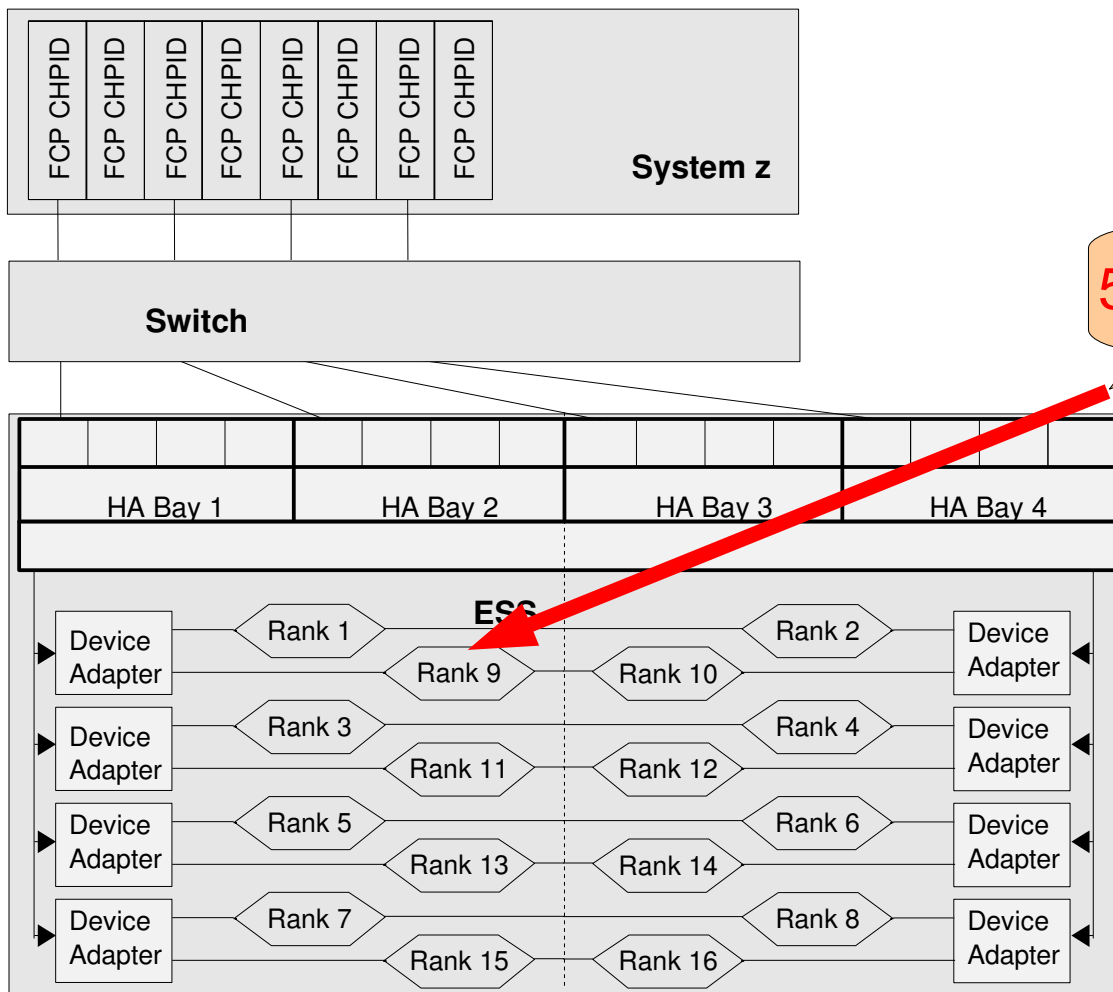 FCP CHPID
FCP CHPID
FCP CHPID
FCP CHPID
FCP CHPID
FCP CHPID
FCP CHPID
FCP CHPID
System z
Switch
5
HA Bay 1
HA Bay 2
HA Bay 3
HA Bay 4
ESS
Device
Adapter
Rank 1
Rank 2
Device
Adapter
Rank 9
Rank 10
Device
Adapter
Rank 3
Rank 4
Device
Adapter
Rank 11
Rank 12
Device
Adapter
Rank 5
Rank 6
Device
Adapter
Rank 13
Rank 14
Device
Adapter
Rank 7
Rank 8
Device
Adapter
Rank 15
Rank 16